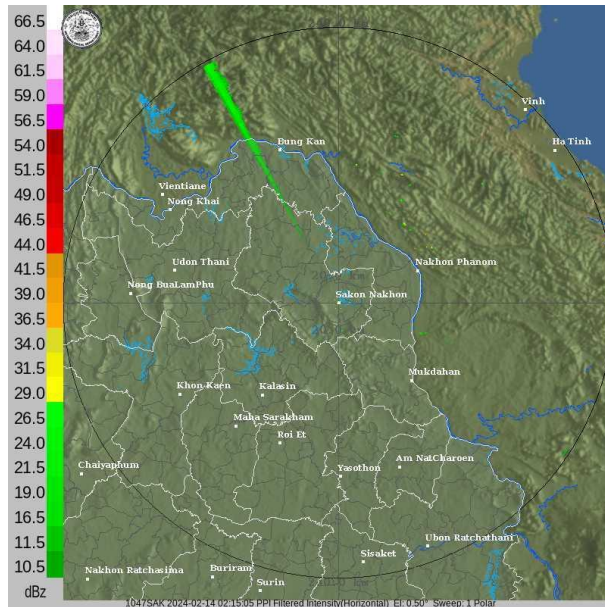 66.5
64.0
61.5
59.0
56.5
54.0
51.5
49.0
46.5
44.0
41.5
39.0
36.5
34.0
31.5
29.0
26.5
24.0
21.5
19.0
16.5
11.5
10.5
dBz
Vinh
Ha Tinh
Bung Kan
Vientiane
Nong Khai
Udon Thani
Nakhon Phanom
Nong BuaLamPhu
Sakon Nakhon
Mukdahan
Khon Kaen
Kalasin
Maha Sarakham
Roi Et
Chaiyaphum
Am NatCharoen
Yasothon
Ubon Ratchathani
Sisaket
Nakhon Ratchasima
Buriram
Surin
1047SAK 2024-02-14 02:15:05 PPI Filtered Intensity(Horizontal) El: 0.50° Sweep: 1 Polar